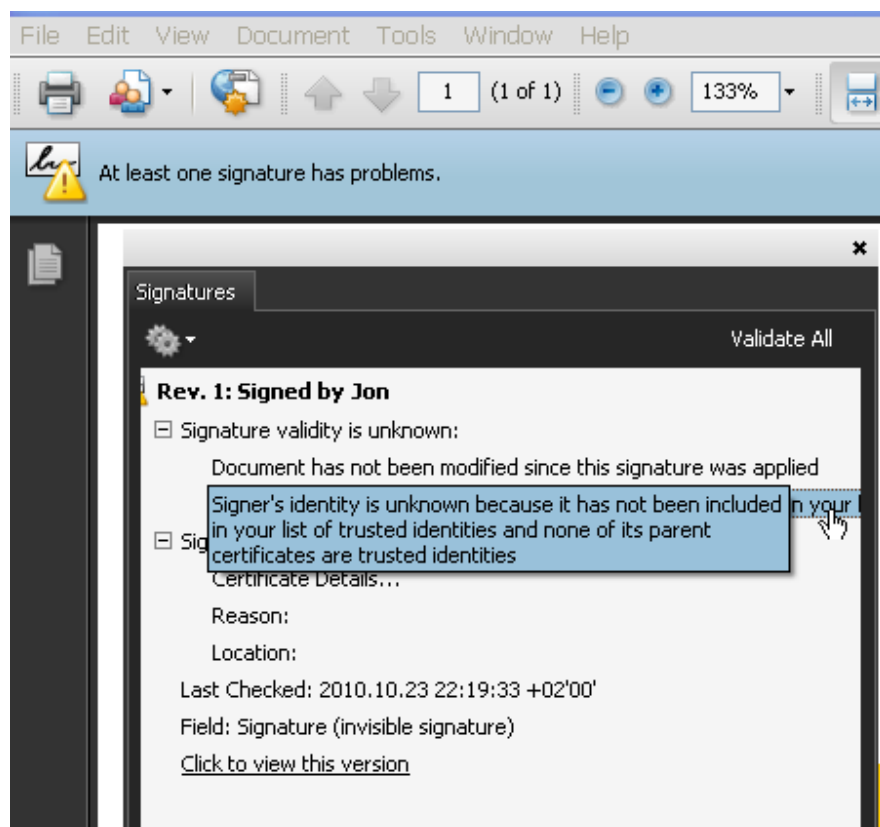 File Edit View Document Tools Window Help
1 (1 of 1) 133%
At least one signature has problems.
Signatures
Validate All
Rev. 1: Signed by Jon
Signature validity is unknown:
Document has not been modified since this signature was applied
Signer's identity is unknown because it has not been included in your
in your list of trusted identities and none of its parent
certificates are trusted identities
Sig
Certificate Details...
Reason:
Location:
Last Checked: 2010.10.23 22:19:33 +02'00'
Field: Signature (invisible signature)
Click to view this version